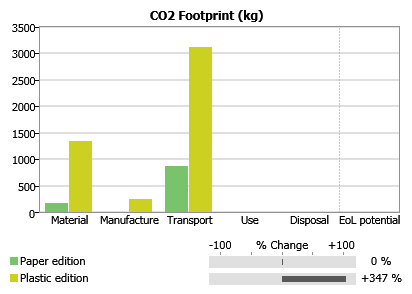 CO2 Footprint (kg)
3500
3000
2500
2000
1500
1000
500
0
Material Manufacture Transport Use Disposal EoL potential
-100 % Change +100
Paper edition 0 %
Plastic edition +347 %